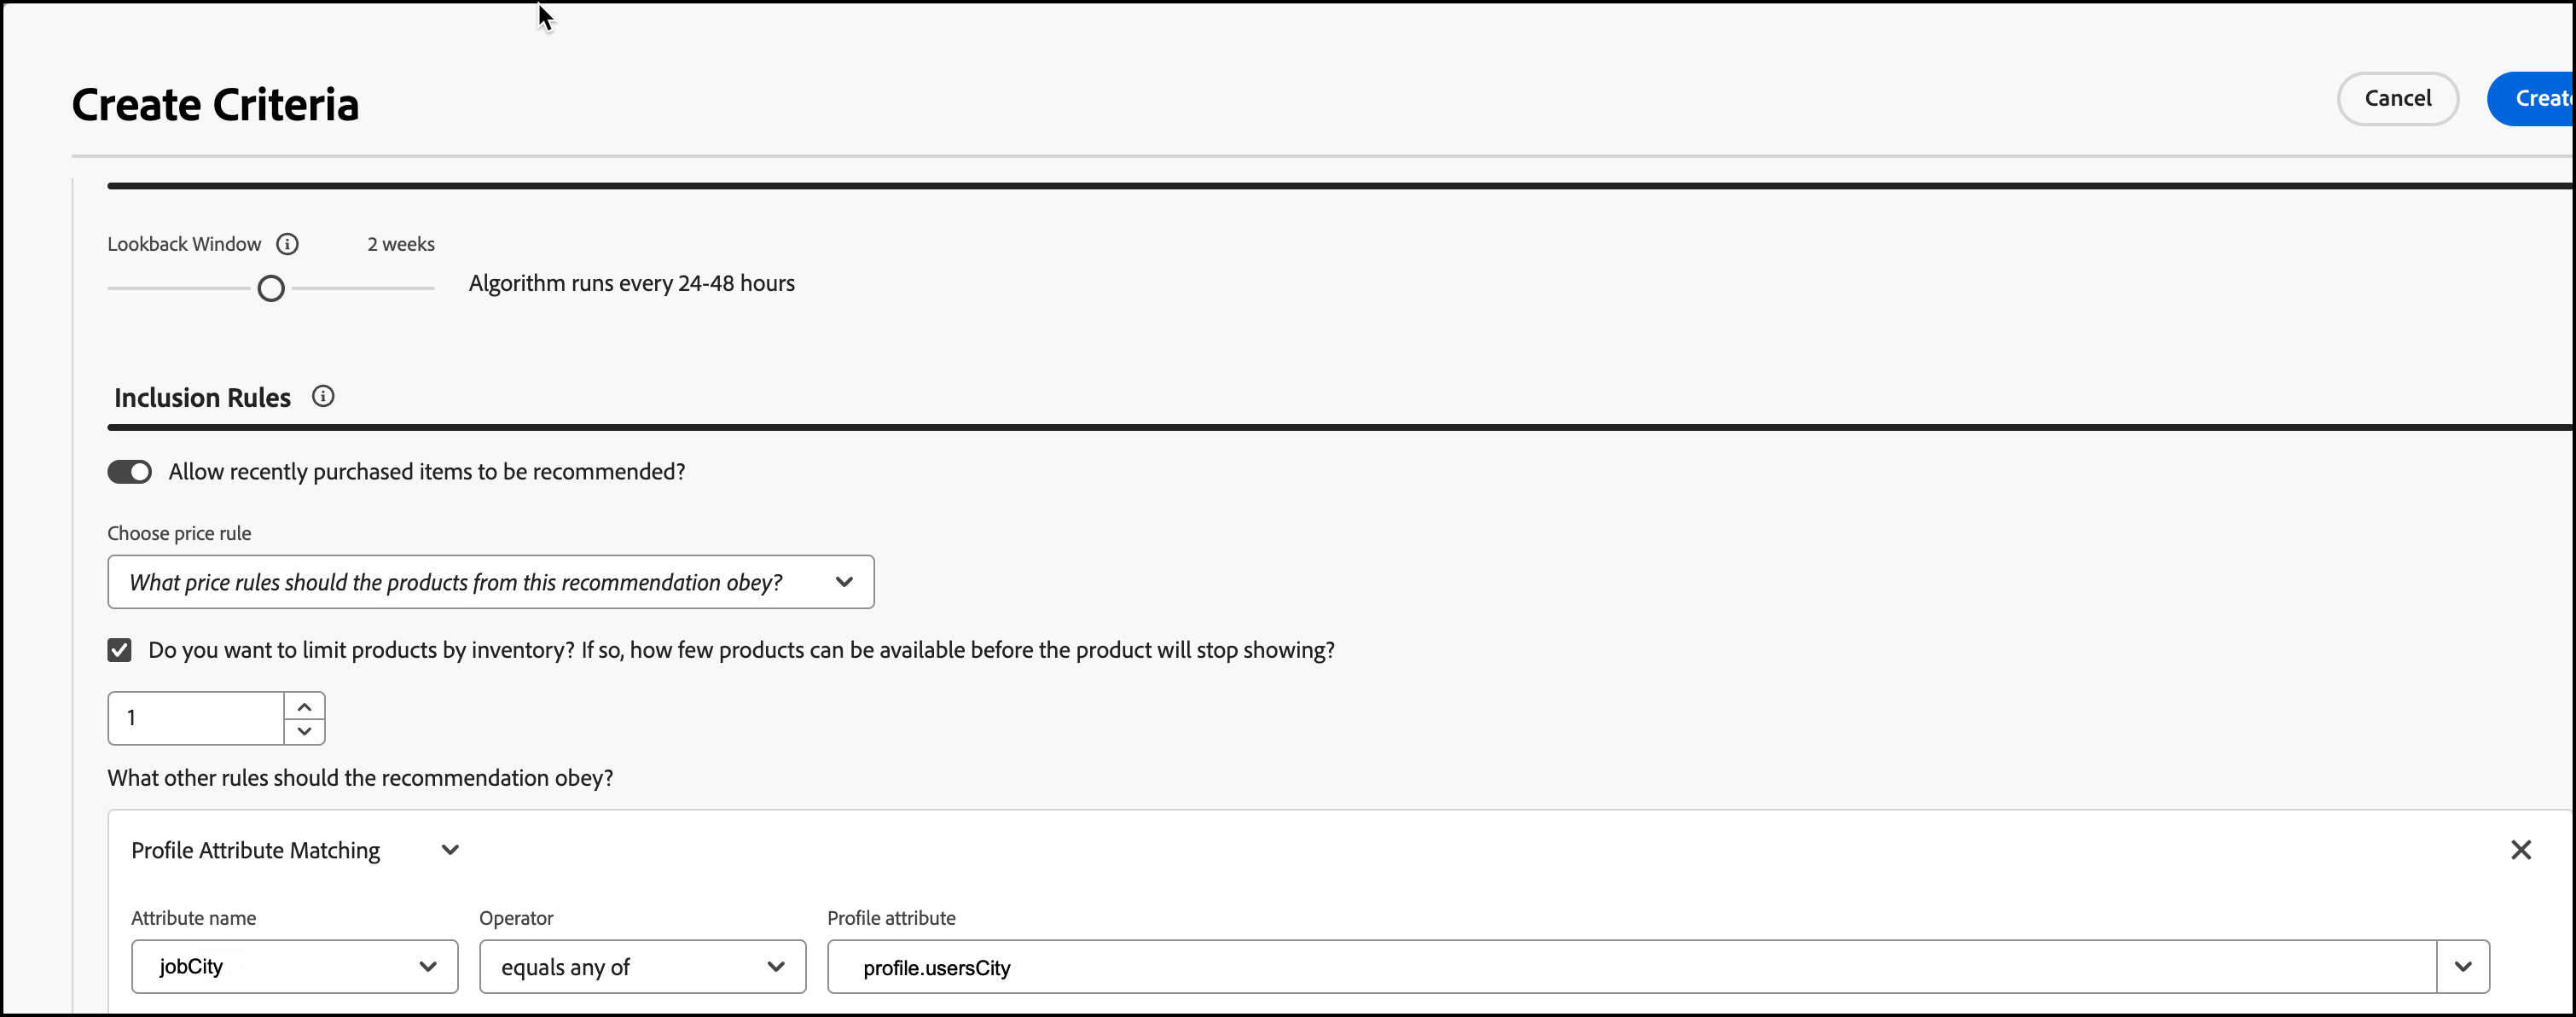 Create Criteria
Cancel
Creat
Lookback Window
2 weeks
Algorithm runs every 24-48 hours
Inclusion Rules
Allow recently purchased items to be recommended?
Choose price rule
What price rules should the products from this recommendation obey?
Do you want to limit products by inventory? If so, how few products can be available before the product will stop showing?
1
What other rules should the recommendation obey?
Profile Attribute Matching
Attribute name
Operator
Profile attribute
jobCity
equals any of
profile.usersCity